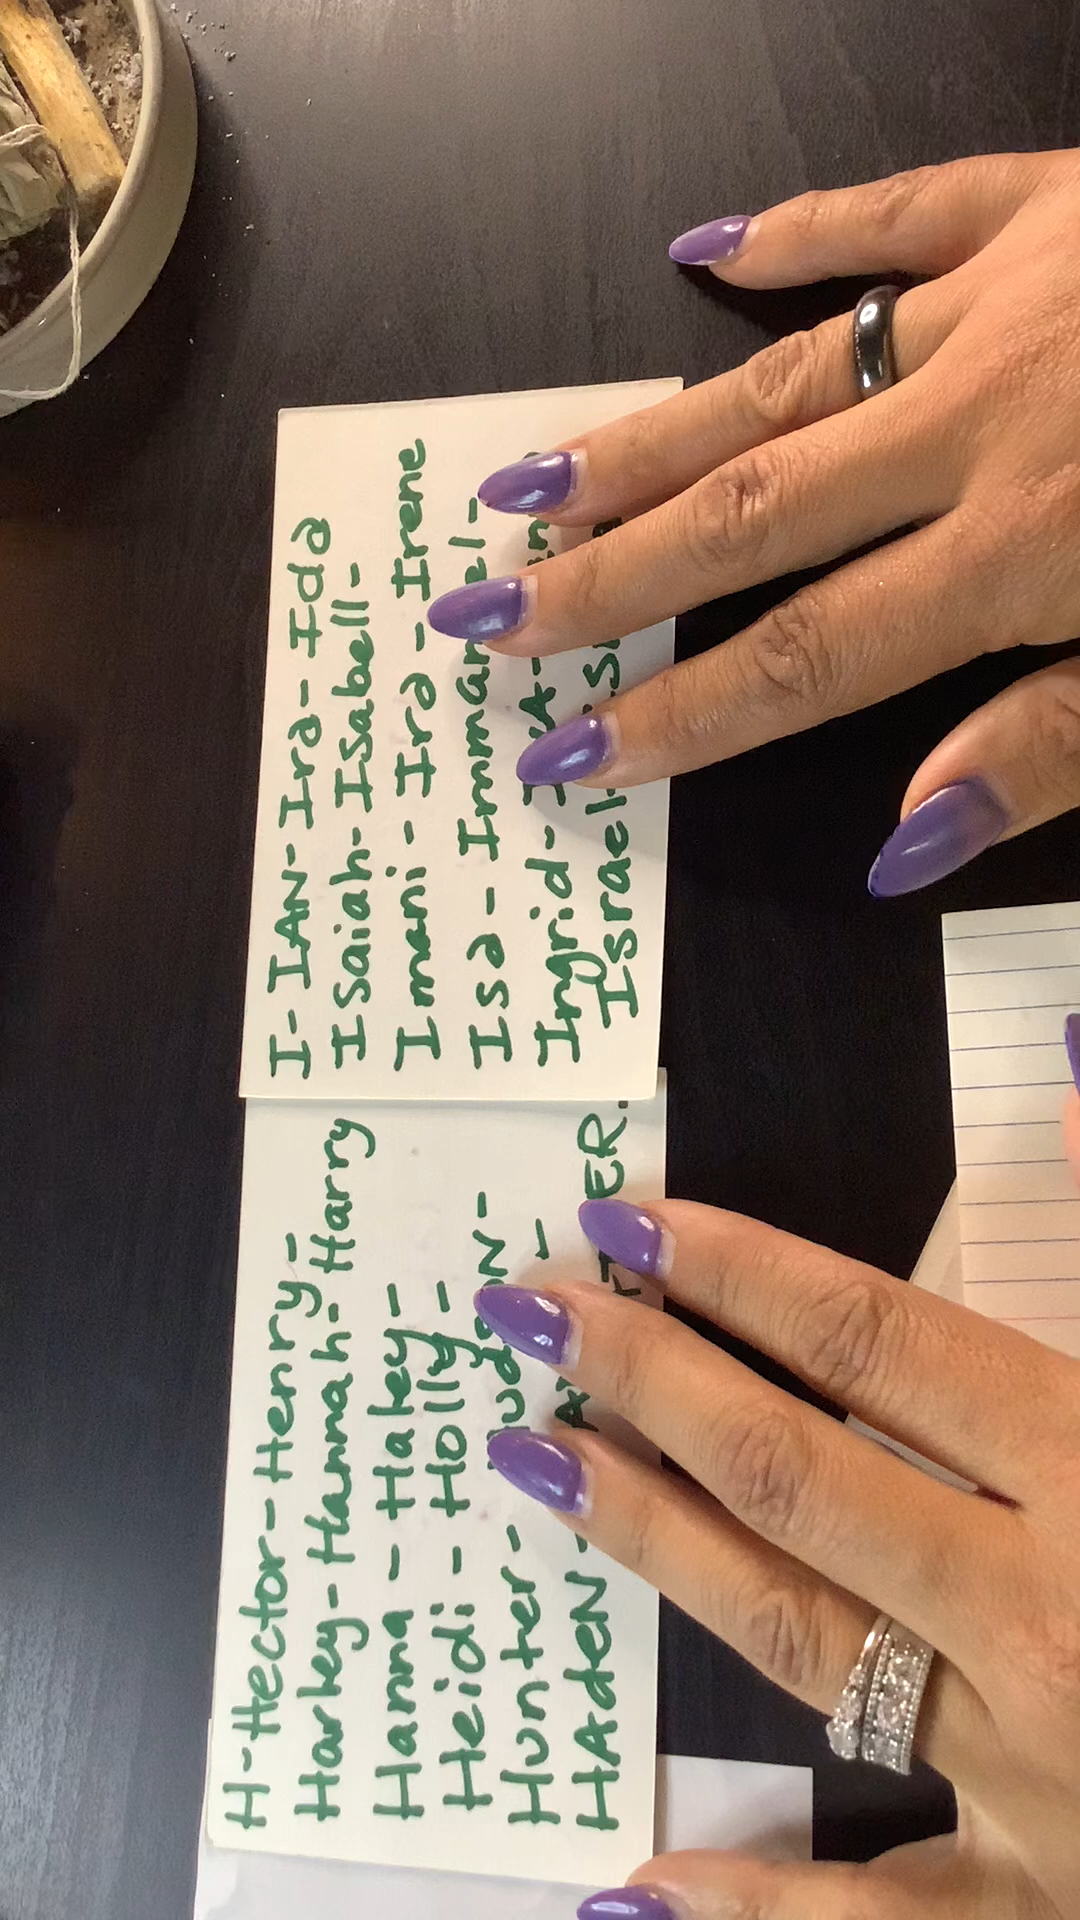 H-Hector-Henry-
Harley-Hannah-Harry
Hanna - Haley -
Heidi - Holly -
Hunter -
HAdeN-
I-IAN-Ira-Ida
Isaiah-Isabell-
Imani - Ira - Irene
Isa - Immanuel-
Ingrid-
Israel-